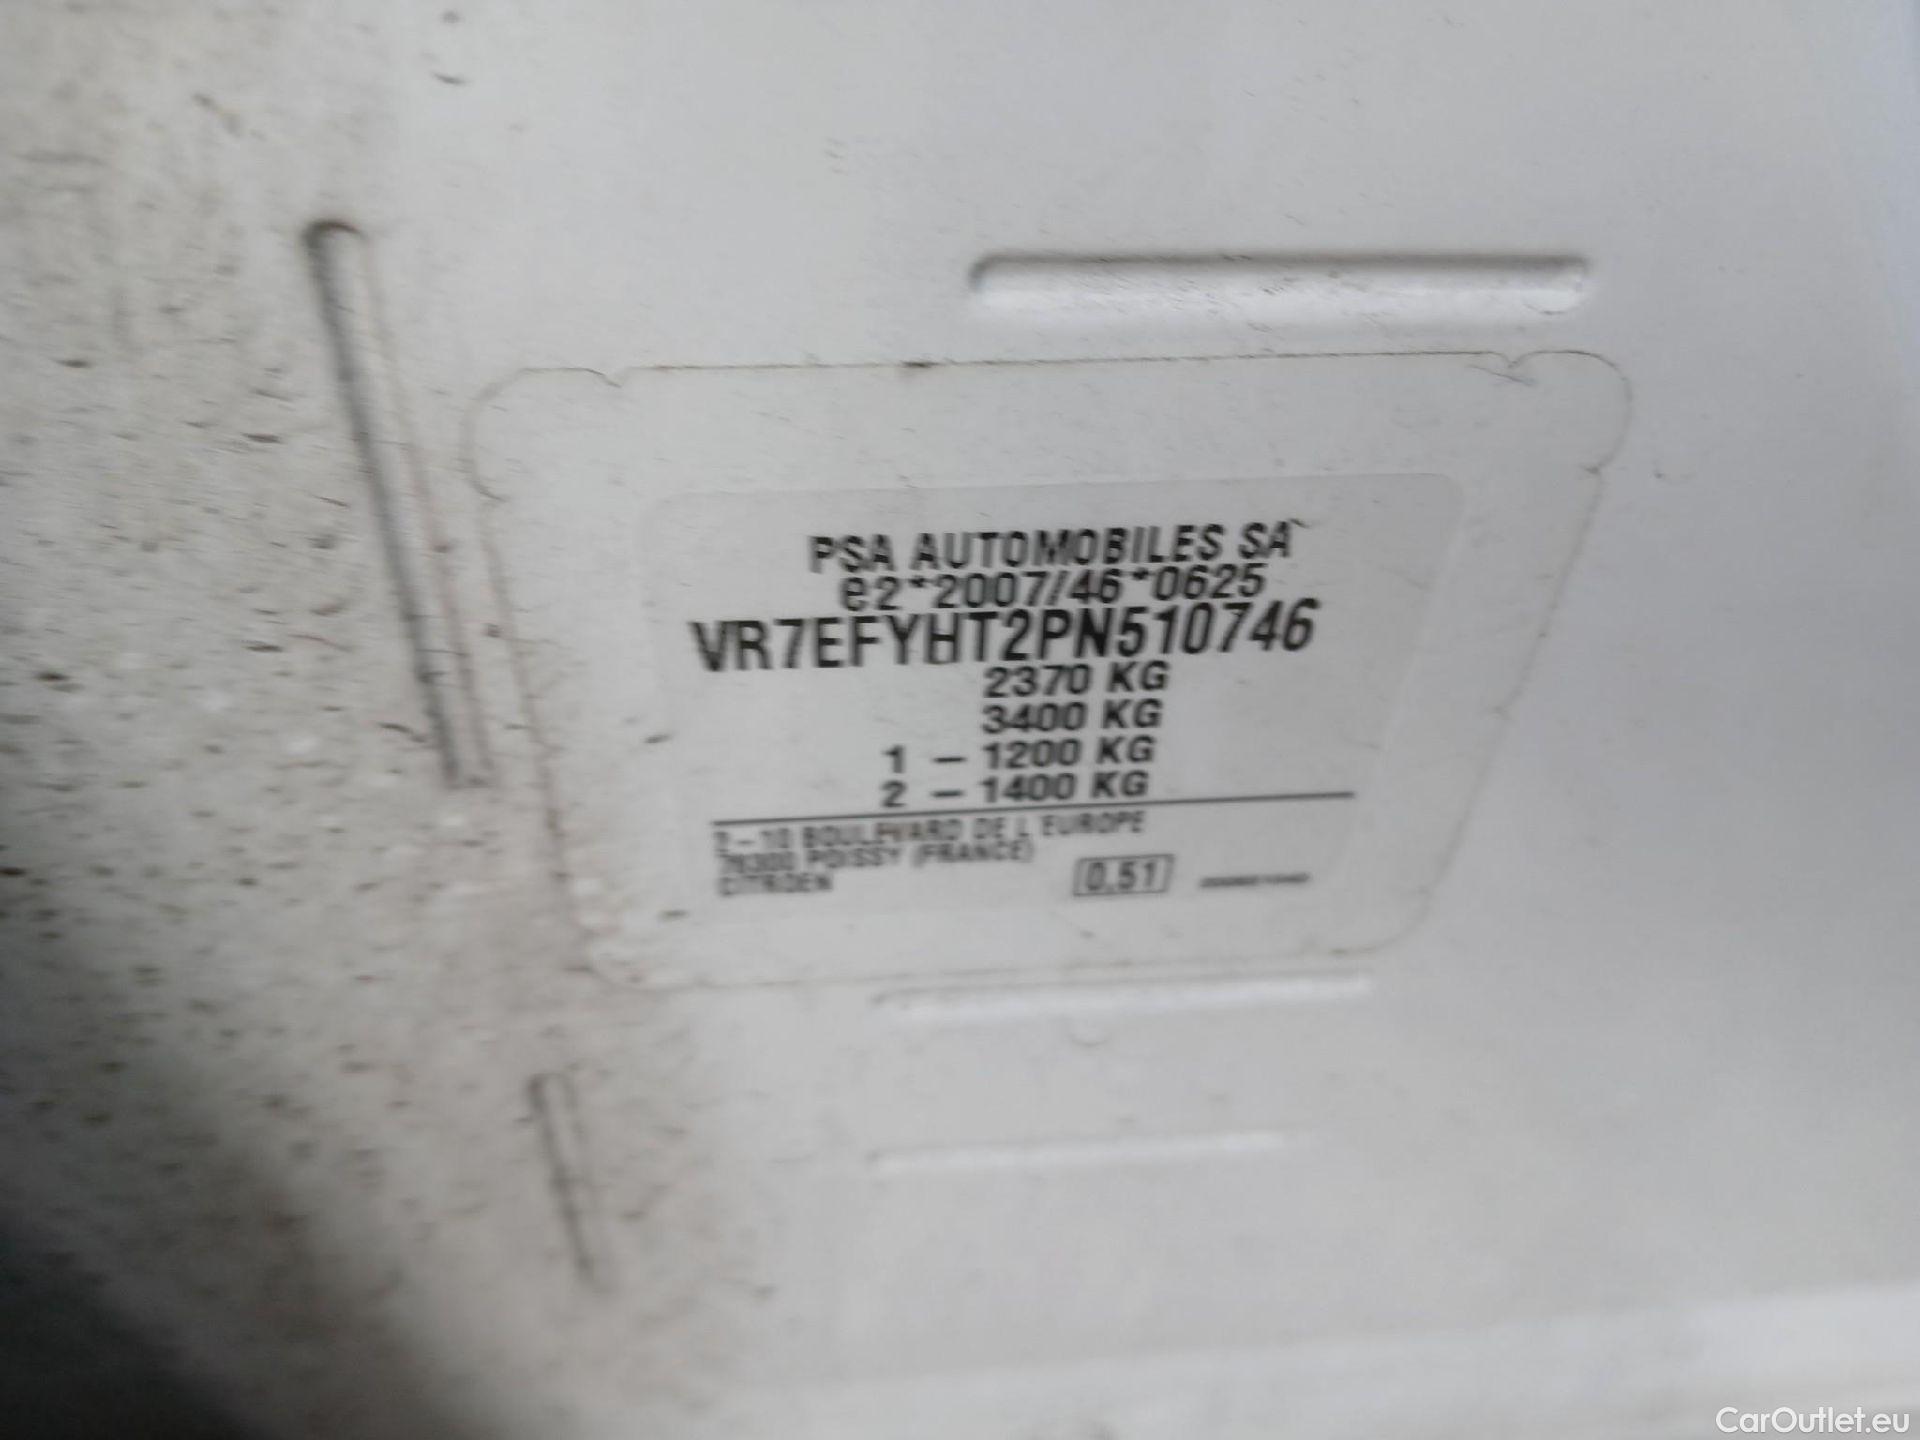 PSA AUTOMOBILES SA
e2*2007/46*0625
VR7EFYHT2PN510746
2370 KG
3400 KG
1 – 1200 KG
2 – 1400 KG
2–10 BOULEVARD DE L EUROPE
78300 POISSY (FRANCE)
CITROEN
0.51
CarOutlet.eu